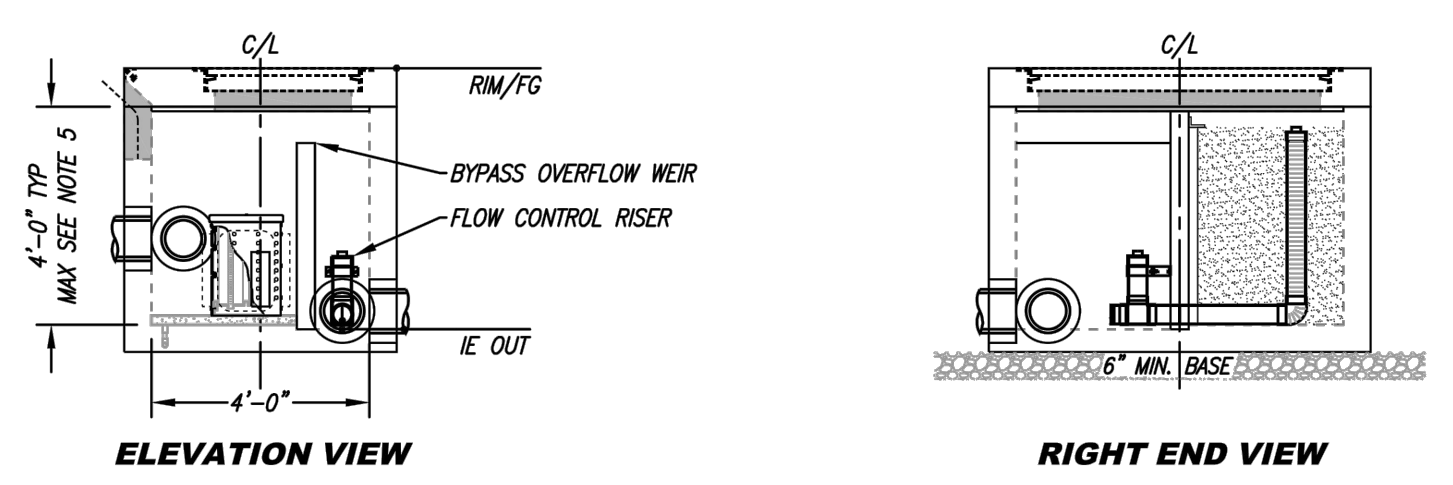 C/L
RIM/FG
4'-0" TYP
MAX SEE NOTE 5
BYPASS OVERFLOW WEIR
FLOW CONTROL RISER
IE OUT
4'-0"
ELEVATION VIEW
C/L
6" MIN. BASE
RIGHT END VIEW